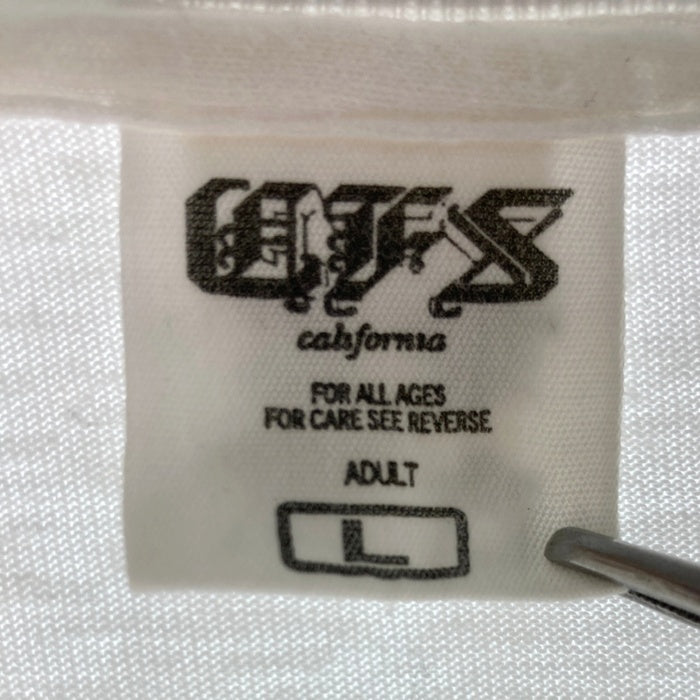 california
FOR ALL AGES
FOR CARE SEE REVERSE
ADULT
L